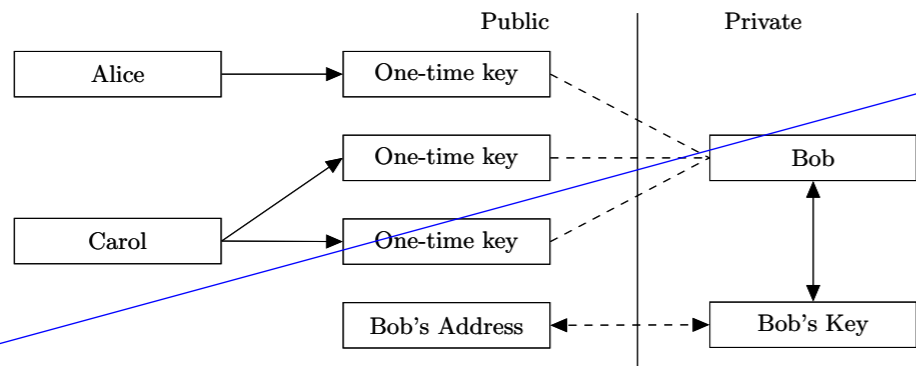 Public
Private
Alice
One-time key
One-time key
Bob
Carol
One-time key
Bob's Address
Bob's Key